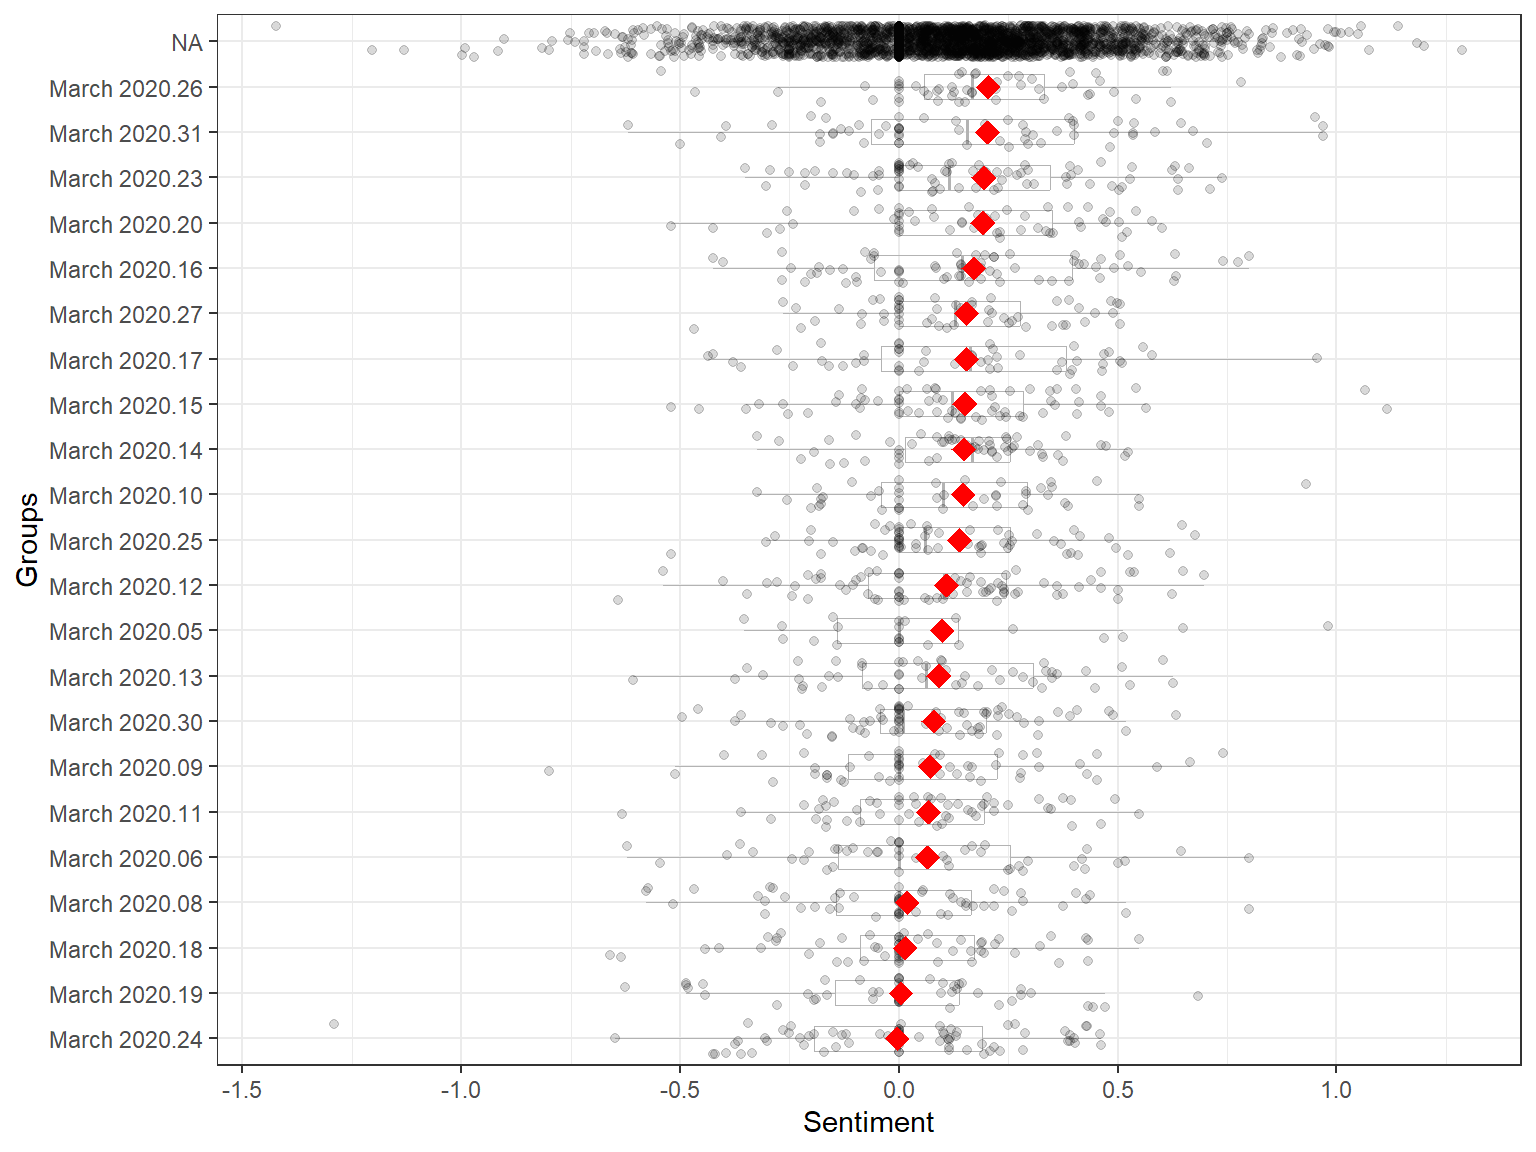 NA
March 2020.26
March 2020.31
March 2020.23
March 2020.20
March 2020.16
March 2020.27
March 2020.17
March 2020.15
March 2020.14
March 2020.10
March 2020.25
March 2020.12
March 2020.05
March 2020.13
March 2020.30
March 2020.09
March 2020.11
March 2020.06
March 2020.08
March 2020.18
March 2020.19
March 2020.24
Groups
-1.5 -1.0 -0.5 0.0 0.5 1.0
Sentiment